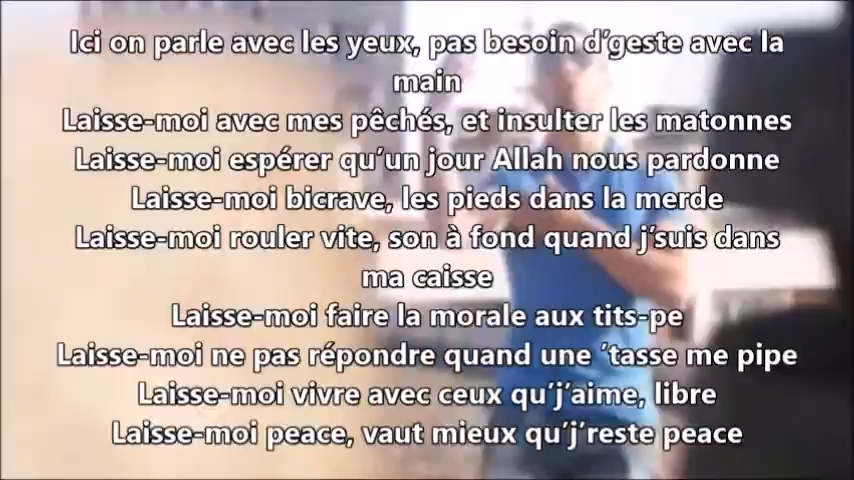 Ici on parle avec les yeux, pas besoin d'geste avec la
main
Laisse-moi avec mes pêchés, et insulter les matonnes
Laisse-moi espérer qu'un jour Allah nous pardonne
Laisse-moi bicrave, les pieds dans la merde
Laisse-moi rouler vite, son à fond quand j'suis dans
ma caisse
Laisse-moi faire la morale aux tits-pe
Laisse-moi ne pas répondre quand une 'tasse me pipe
Laisse-moi vivre avec ceux qu'j'aime, libre
Laisse-moi peace, vaut mieux qu'j'reste peace